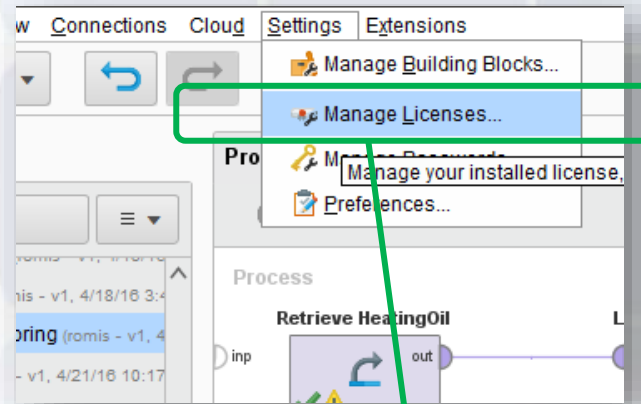 w Connections Cloud Settings Extensions
Manage Building Blocks...
Manage Licenses...
Pro
Manage your installed license,
Preferences...
Process
nis - v1, 4/18/16 3:4
Retrieve HeatingOil L
oring (romis - v1, 4
inp out
- v1, 4/21/16 10:17